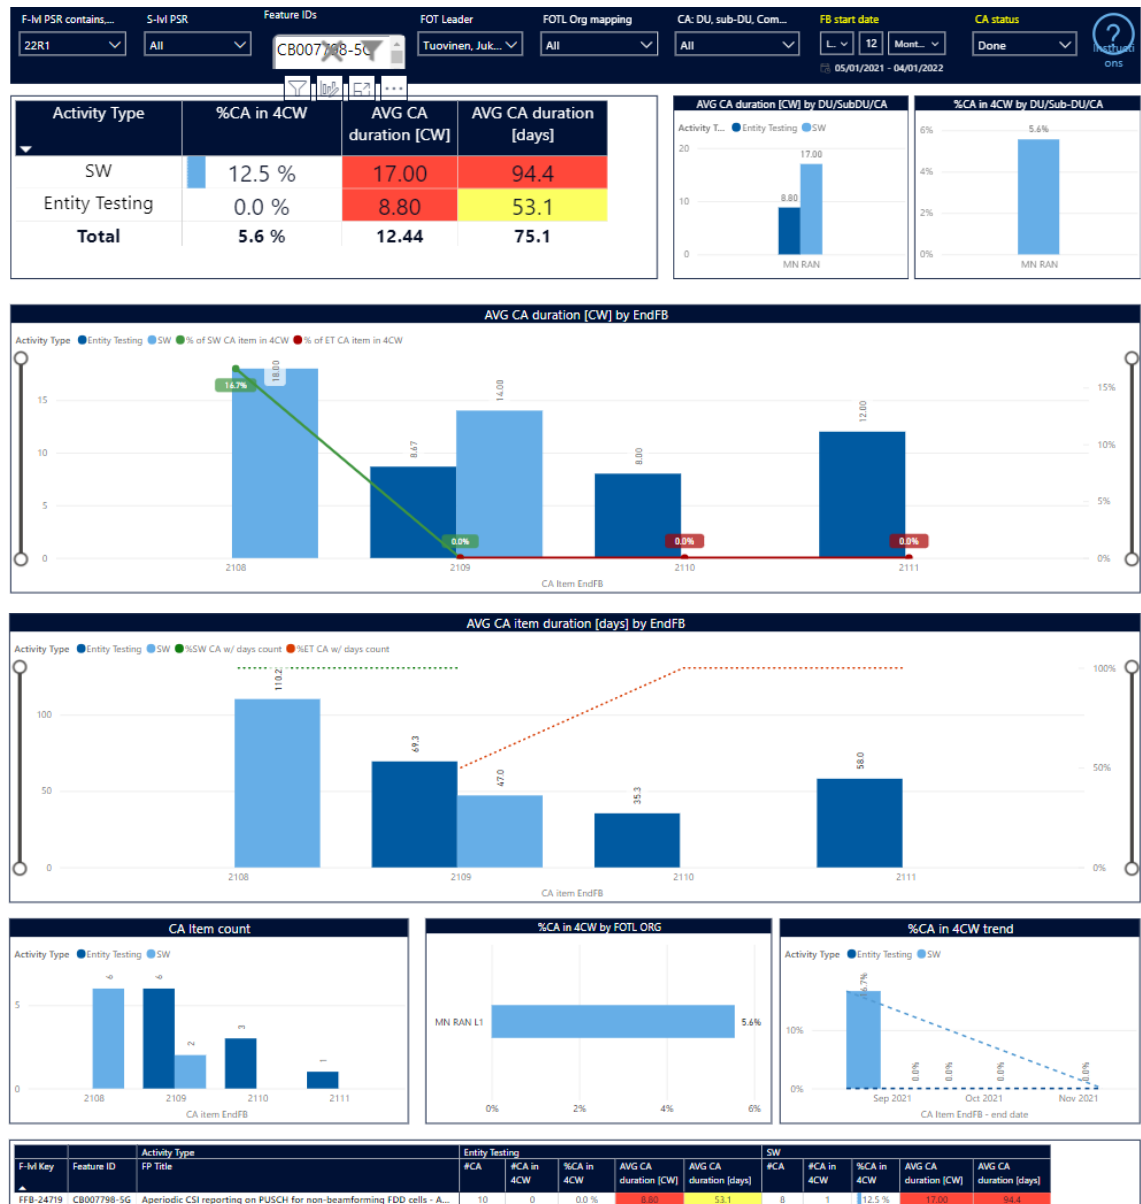 F-lvl PSR contains,...
S-lvl PSR
Feature IDs
FOT Leader
FOTL Org mapping
CA: DU, sub-DU, Com...
FB start date
CA status
22R1
All
CB007798-5G
Tuovinen, Juk...
All
All
L..
12
Mont...
Done
?
Instructi
ons
05/01/2021 - 04/01/2022
Activity Type
%CA in 4CW
AVG CA
duration [CW]
AVG CA duration
[days]
SW
12.5 %
17.00
94.4
Entity Testing
0.0 %
8.80
53.1
Total
5.6 %
12.44
75.1
AVG CA duration [CW] by DU/SubDU/CA
Activity T... Entity Testing SW
20
17.00
10
8.80
0
MN RAN
%CA in 4CW by DU/Sub-DU/CA
6%
5.6%
4%
2%
0%
MN RAN
AVG CA duration [CW] by EndFB
Activity Type Entity Testing SW % of SW CA item in 4CW % of ET CA item in 4CW
16.7%
18.00
8.67
14.00
8.00
12.00
15
10
5
0
15%
10%
5%
0%
0.0%
0.0%
0.0%
2108
2109
2110
2111
CA Item EndFB
AVG CA item duration [days] by EndFB
Activity Type Entity Testing SW %SW CA w/ days count %ET CA w/ days count
110.2
69.3
47.0
35.3
58.0
100
50
0
100%
50%
0%
2108
2109
2110
2111
CA item EndFB
CA Item count
Activity Type Entity Testing SW
6
6
2
3
1
5
0
2108
2109
2110
2111
CA item EndFB
%CA in 4CW by FOTL ORG
MN RAN L1
5.6%
0%
2%
4%
6%
%CA in 4CW trend
Activity Type Entity Testing SW
16.7%
0.0%
0.0%
0.0%
0.0%
10%
0%
Sep 2021
Oct 2021
Nov 2021
CA Item EndFB - end date
Activity Type
Entity Testing
SW
F-lvl Key
Feature ID
FP Title
#CA
#CA in
4CW
%CA in
4CW
AVG CA
duration [CW]
AVG CA
duration [days]
#CA
#CA in
4CW
%CA in
4CW
AVG CA
duration [CW]
AVG CA
duration [days]
FFB-24719
CB007798-5G
Aperiodic CSI reporting on PUSCH for non-beamforming FDD cells - A...
10
0
0.0 %
8.80
53.1
8
1
12.5 %
17.00
94.4